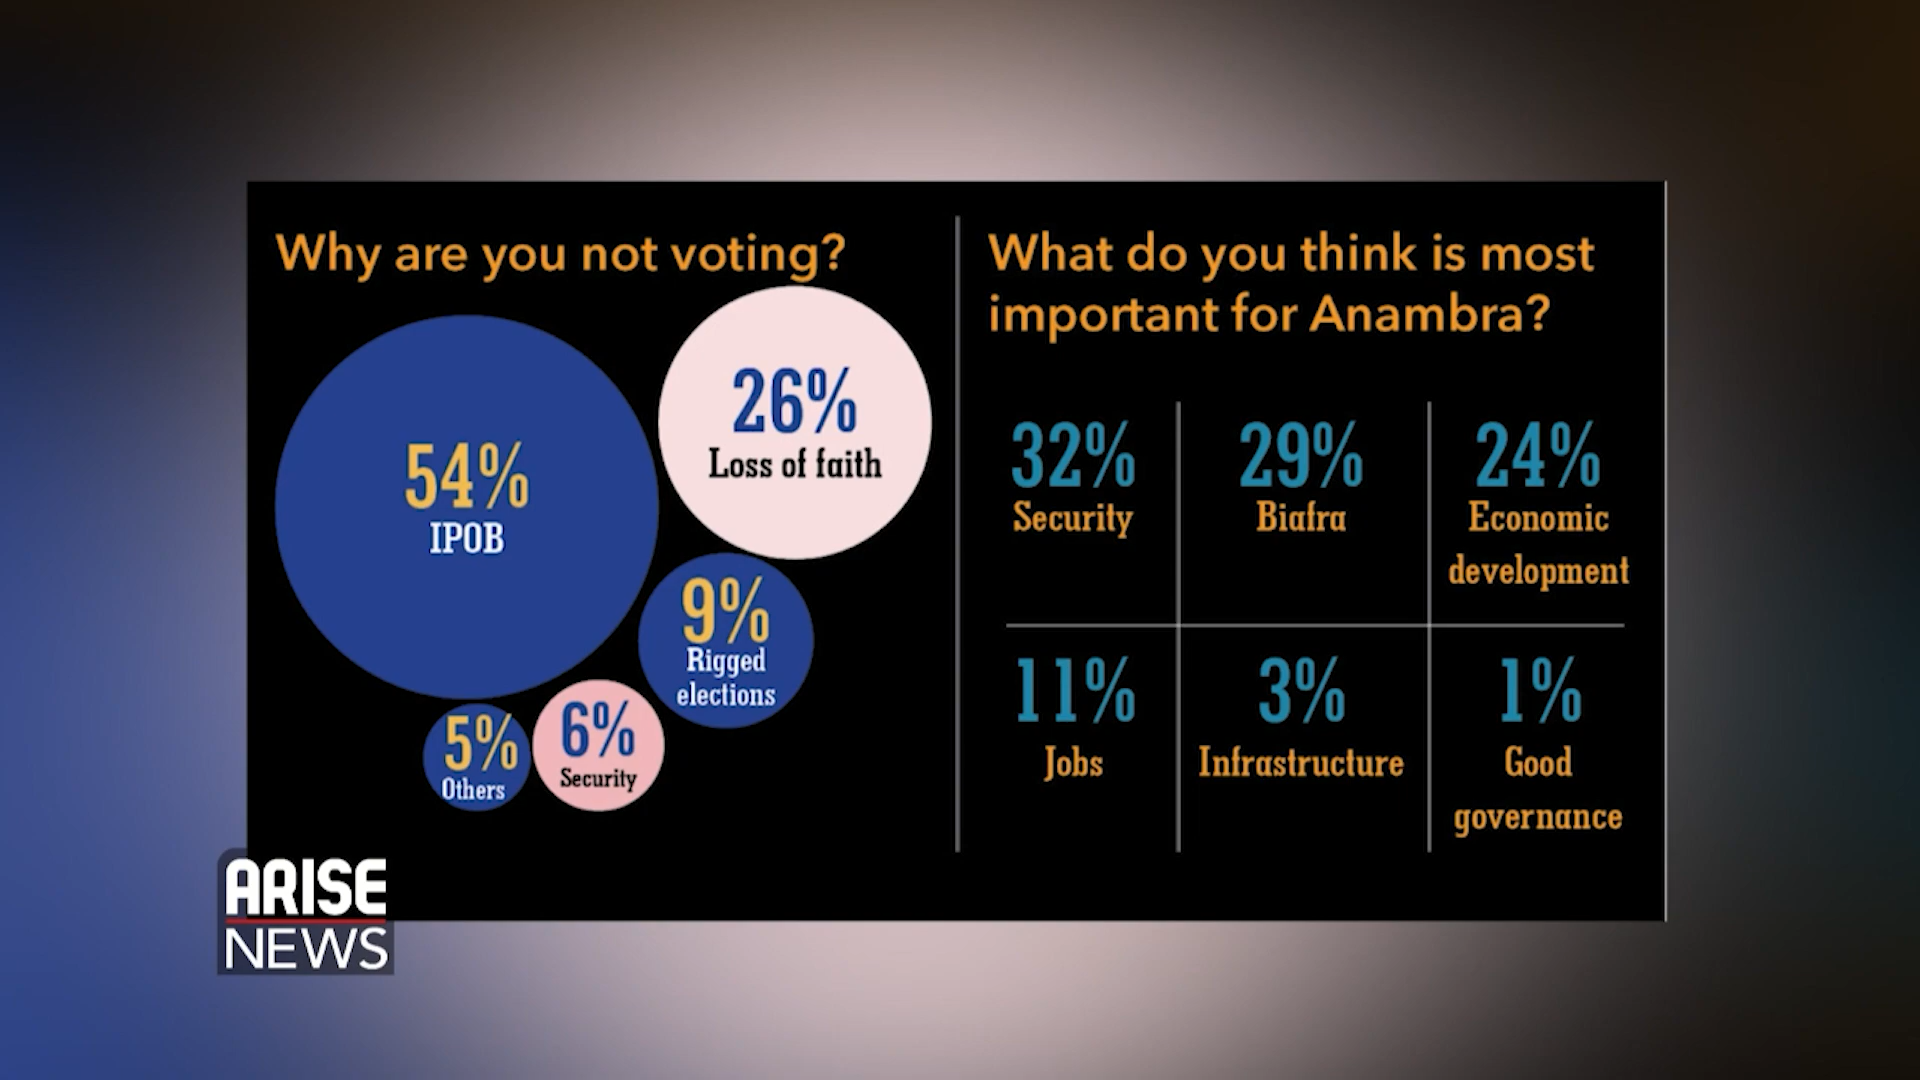 Why are you not voting?
54%
IPOB
26%
Loss of faith
9%
Rigged
elections
6%
Security
5%
Others
What do you think is most
important for Anambra?
32%
Security
29%
Biafra
24%
Economic
development
11%
Jobs
3%
Infrastructure
1%
Good
governance
ARISE
NEWS